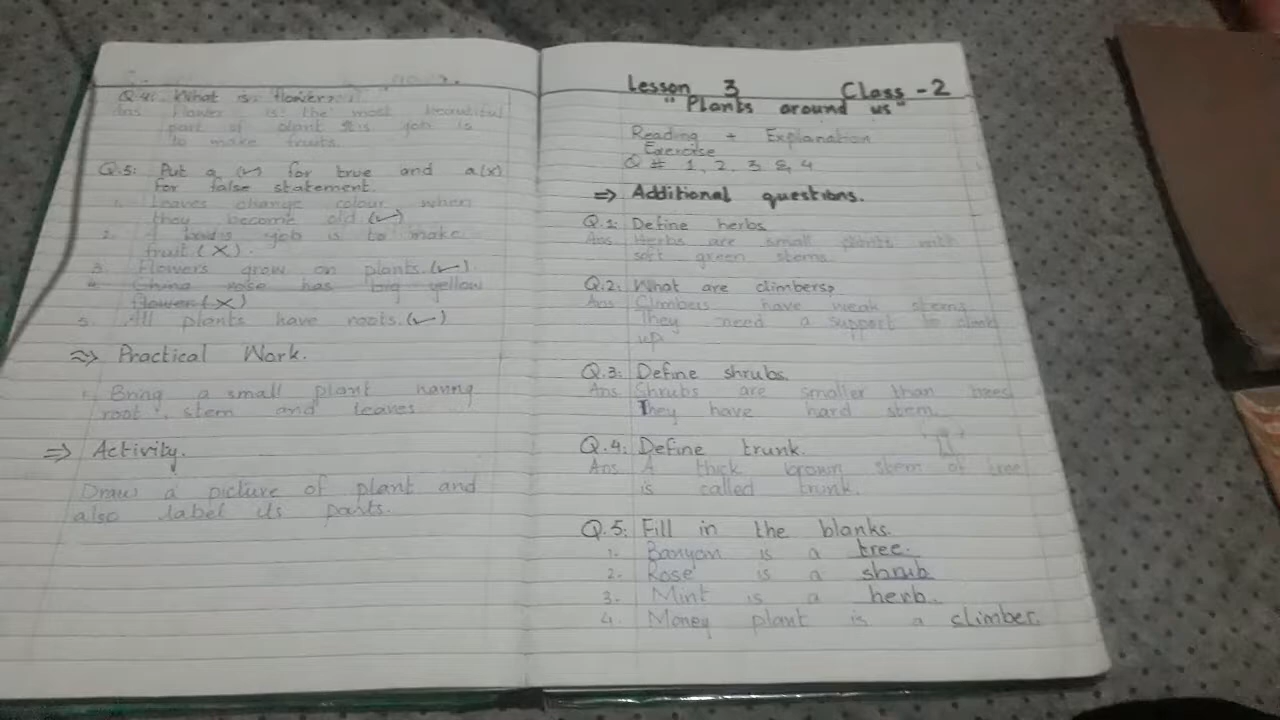 Q.4: What is flower?
Ans Flower is the most beautiful
part of plant Its job is
to make fruits.
Q.5: Put a (✓) for true and a (x)
For false statement.
1. Leaves change colour when
they become old. (✓)
2. job is to make
fruit. (X).
3. Flowers grow on plants. (✓).
4. China rose has big yellow
flower (X)
5. All plants have roots. (✓)
⇒ Practical Work.
1. Bring a small plant having
root, stem and leaves
⇒ Activity.
Draw a picture of plant and
also label its parts.
Lesson 3 Class - 2
"Plants around us"
Reading + Explanation
Exercise
Q # 1, 2, 3 & 4
⇒ Additional questions.
Q.1: Define herbs.
Ans Herbs are small plants with
soft green stems.
Q.2: What are climbers?
Ans Climbers have weak stems
They need a support to climb
up.
Q.3: Define shrubs.
Ans Shrubs are smaller than trees
They have hard stem.
Q.4: Define trunk.
Ans A thick brown stem of tree
is called trunk.
Q.5: Fill in the blanks.
1. Banyan is a tree.
2. Rose is a shrub
3. Mint is a herb.
4. Money plant is a climber.